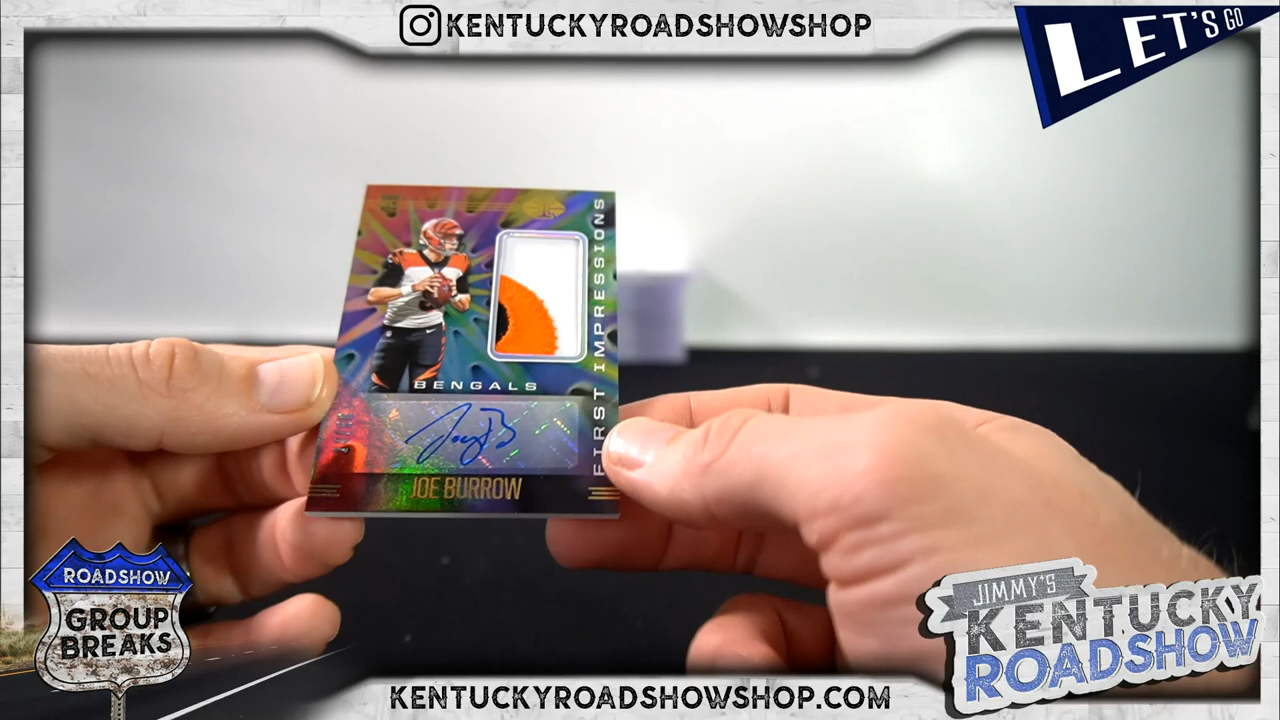 KENTUCKYROADSHOWSHOP
LET'S GO
FIRST IMPRESSIONS
BENGALS
JOE BURROW
ROADSHOW
GROUP
BREAKS
JIMMY'S
KENTUCKY
ROADSHOW
KENTUCKYROADSHOWSHOP.COM